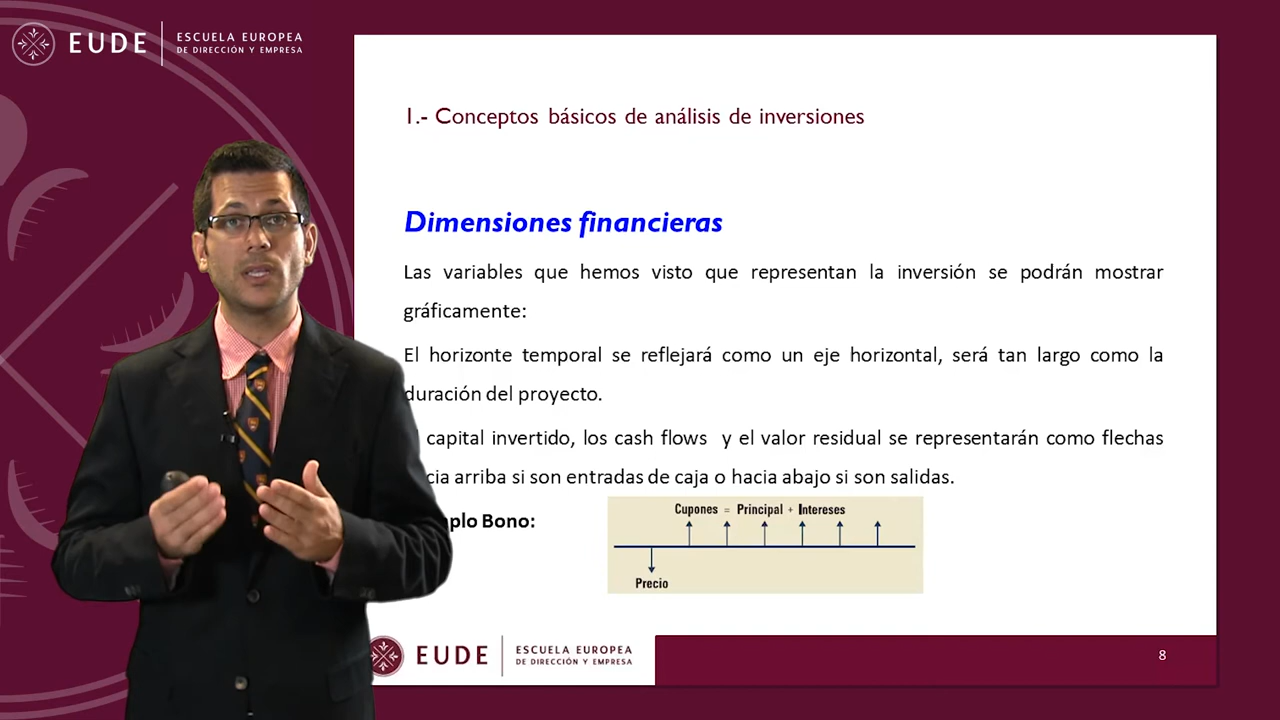 EUDE
ESCUELA EUROPEA
DE DIRECCIÓN Y EMPRESA
1.- Conceptos básicos de análisis de inversiones
Dimensiones financieras
Las variables que hemos visto que representan la inversión se podrán mostrar
gráficamente:
El horizonte temporal se reflejará como un eje horizontal, será tan largo como la
duración del proyecto.
capital invertido, los cash flows y el valor residual se representarán como flechas
arriba si son entradas de caja o hacia abajo si son salidas.
Bono:
Cupones = Principal + Intereses
Precio
EUDE
ESCUELA EUROPEA
DE DIRECCIÓN Y EMPRESA
8